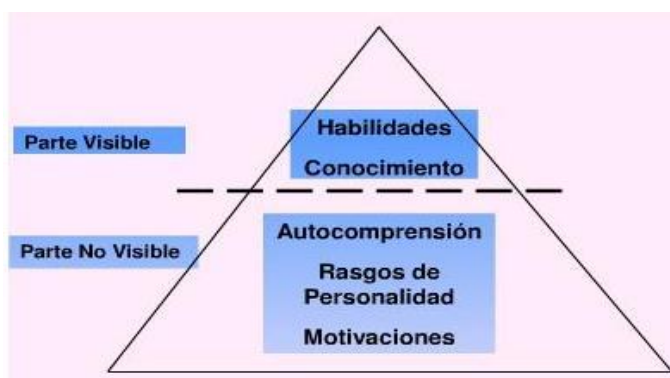 Parte Visible
Habilidades
Conocimiento
Parte No Visible
Autocomprensión
Rasgos de
Personalidad
Motivaciones